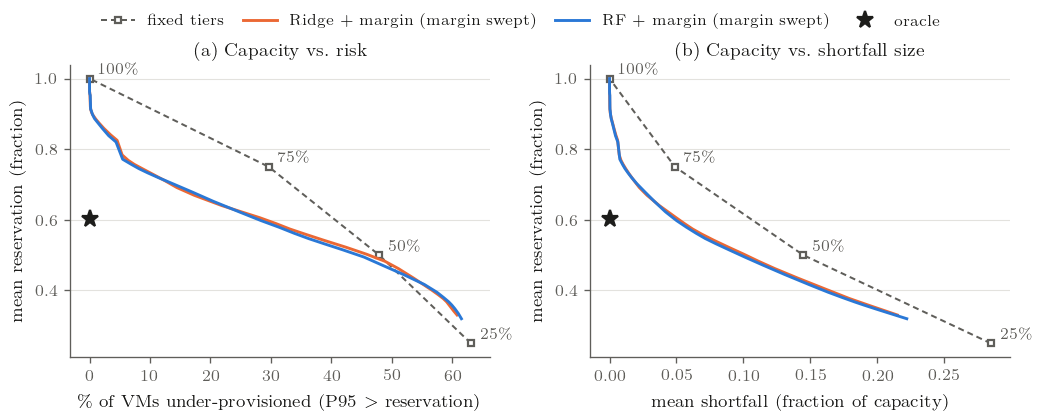 fixed tiers
Ridge + margin (margin swept)
RF + margin (margin swept)
oracle
(a) Capacity vs. risk
mean reservation (fraction)
1.0
0.8
0.6
0.4
100%
75%
50%
25%
0
10
20
30
40
50
60
% of VMs under-provisioned (P95 > reservation)
(b) Capacity vs. shortfall size
mean reservation (fraction)
1.0
0.8
0.6
0.4
100%
75%
50%
25%
0.00
0.05
0.10
0.15
0.20
0.25
mean shortfall (fraction of capacity)